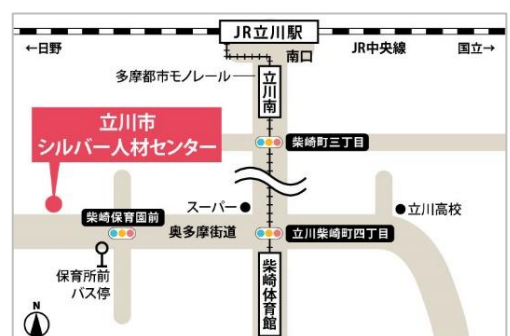 JR立川駅
←日野
南口
JR中央線
国立→
多摩都市モノレール
立川南
立川市
シルバー人材センター
柴崎町三丁目
スーパー
立川高校
柴崎保育園前
奥多摩街道
立川柴崎町四丁目
保育所前
バス停
柴崎体育館
N